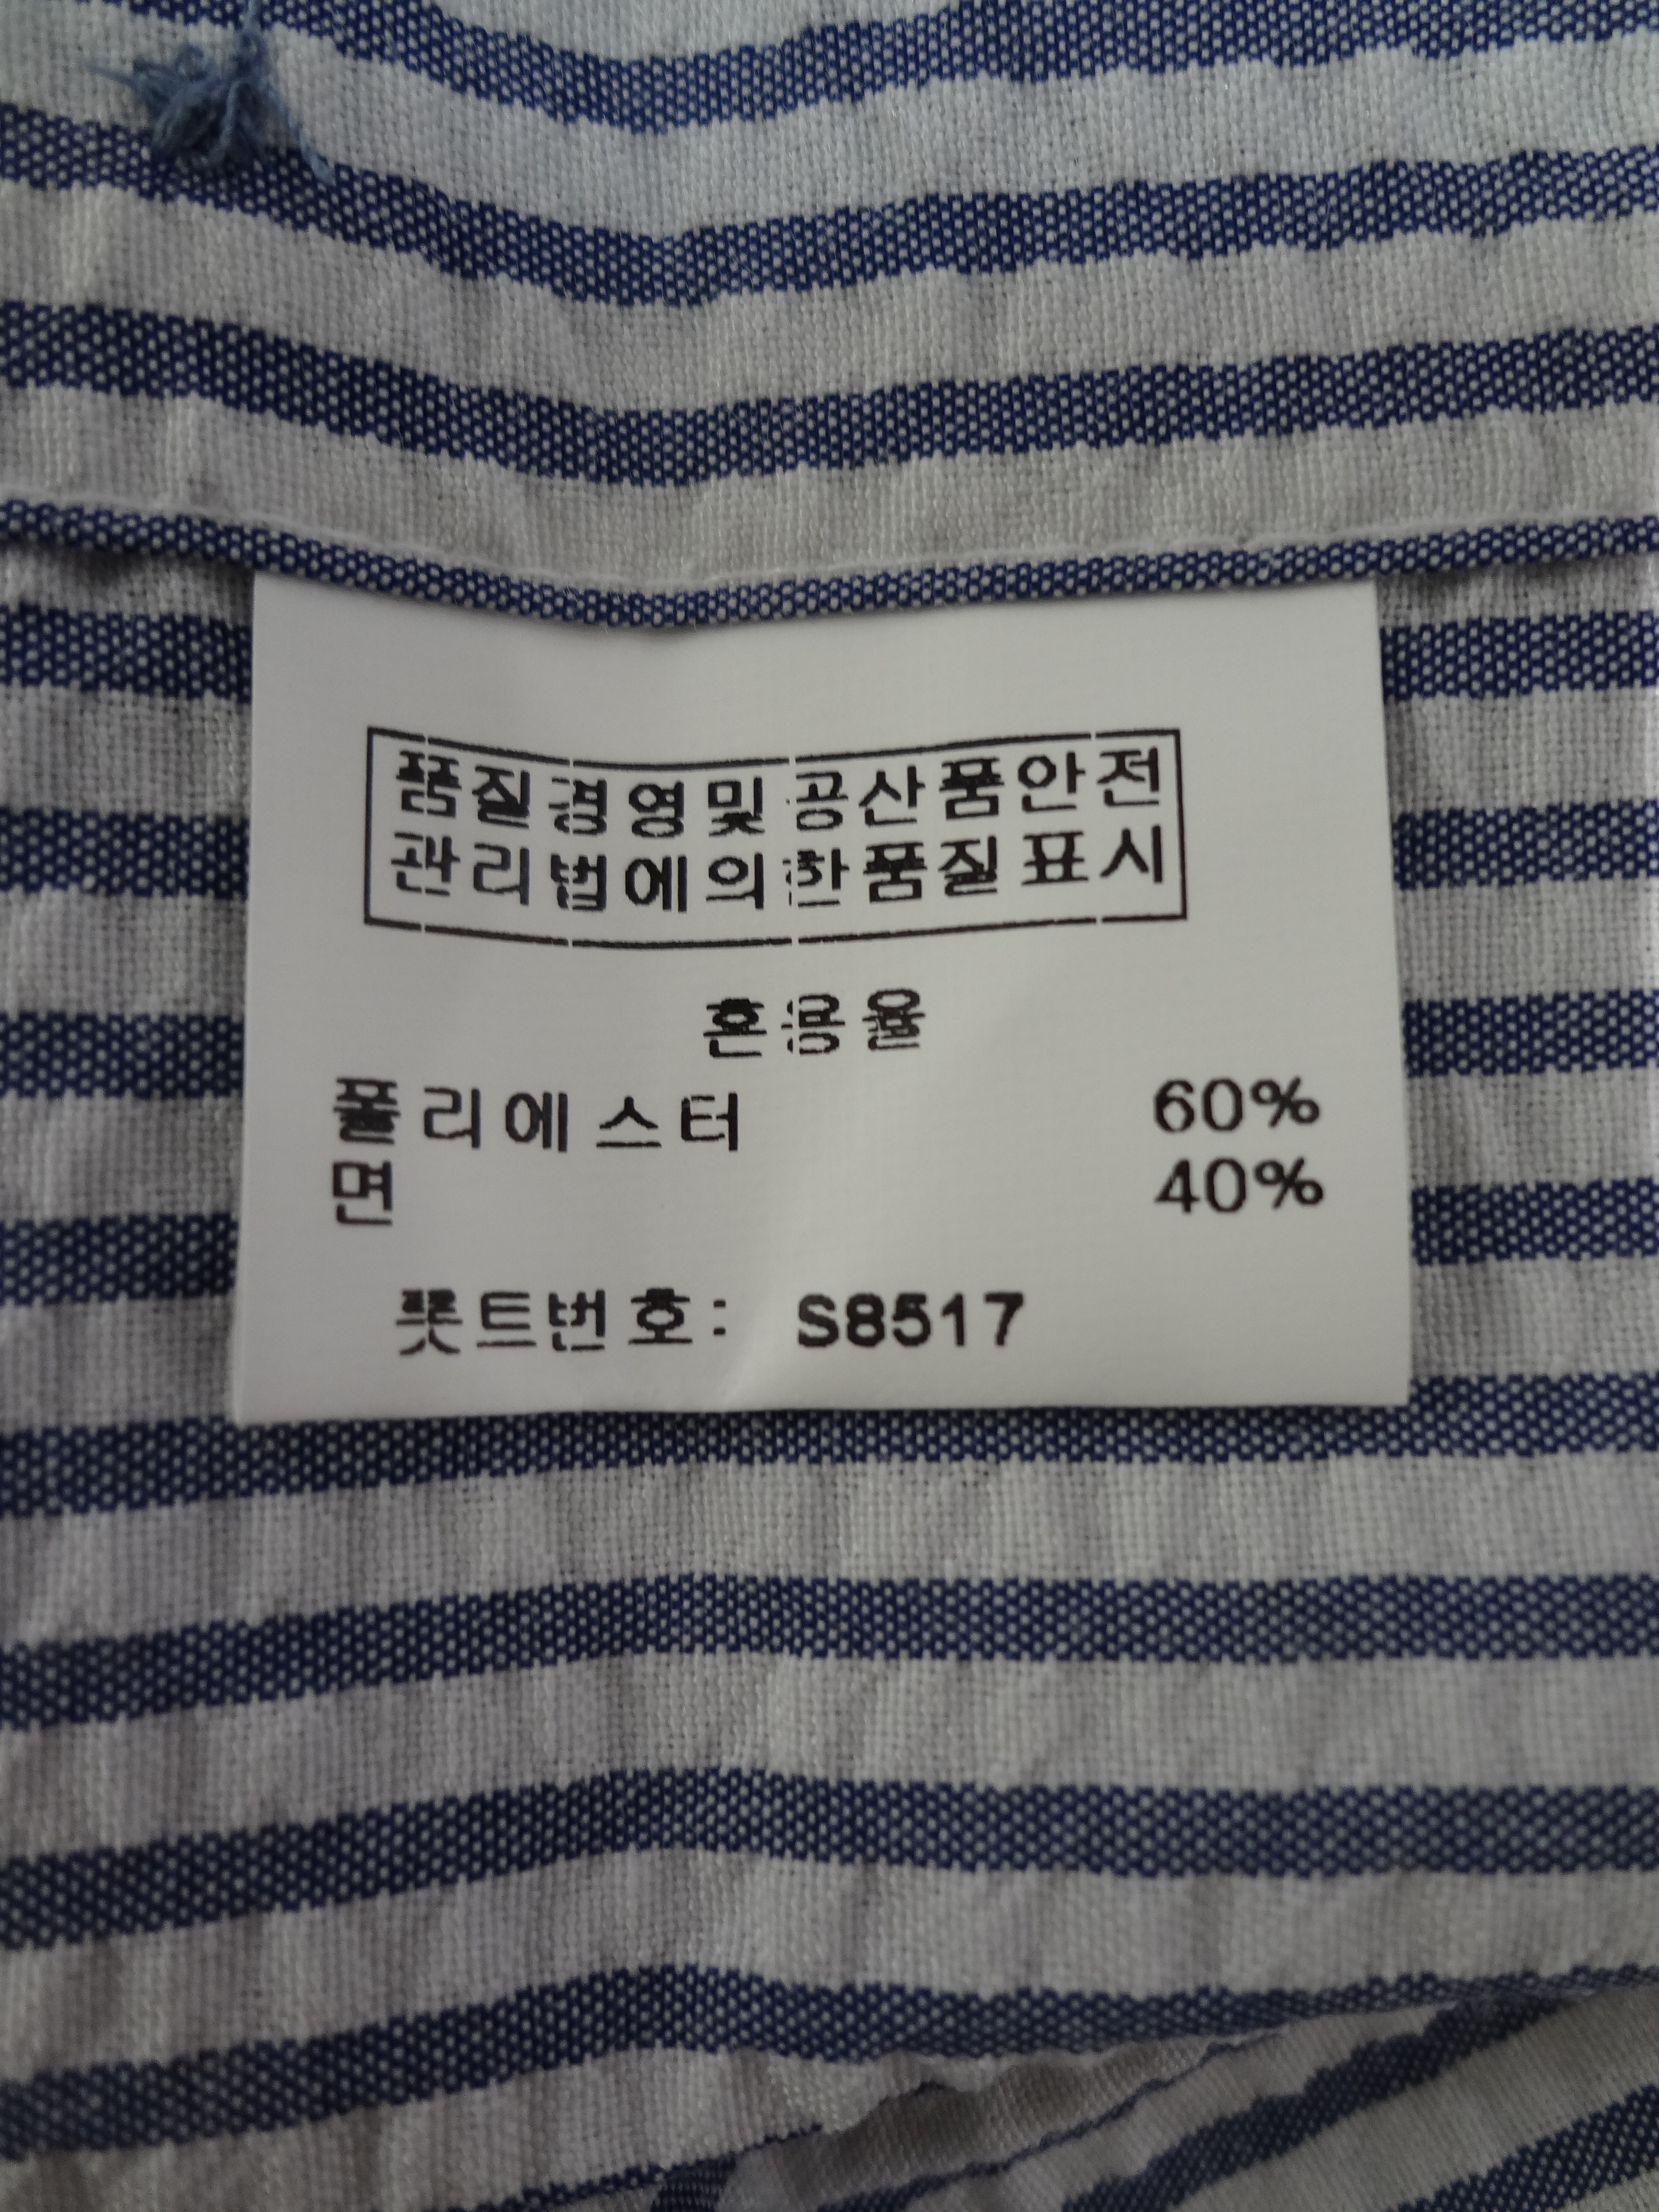 품질경영및 공산품안전
관리법에의한품질표시
혼용율
폴리에스터 60%
면 40%
롯트번호: S8517